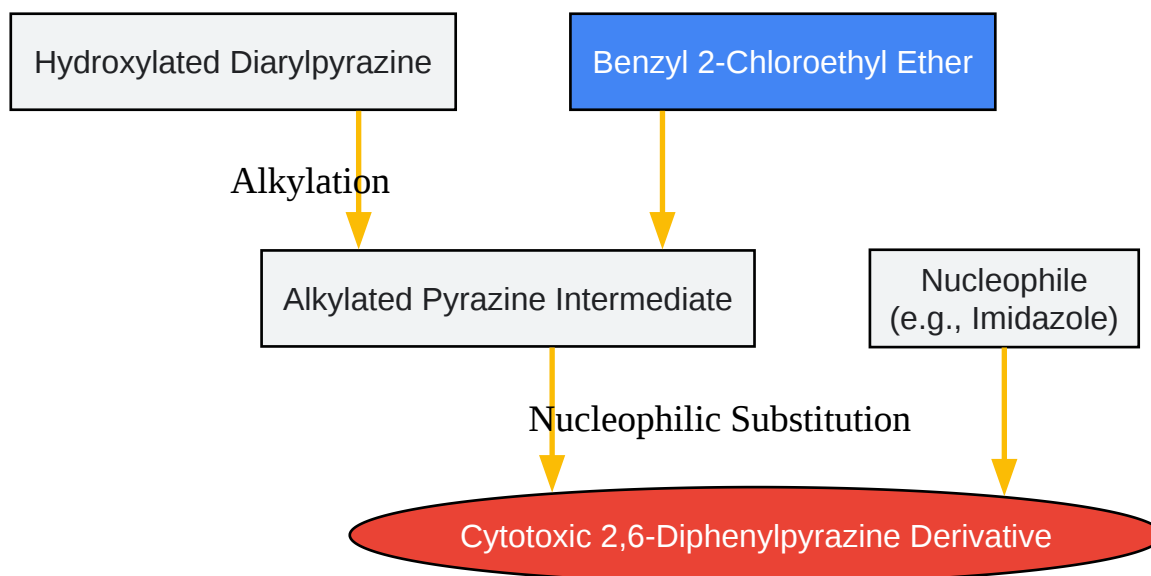 Hydroxylated Diarylpyrazine
Benzyl 2-Chloroethyl Ether
Alkylation
Alkylated Pyrazine Intermediate
Nucleophile
(e.g., Imidazole)
Nucleophilic Substitution
Cytotoxic 2,6-Diphenylpyrazine Derivative